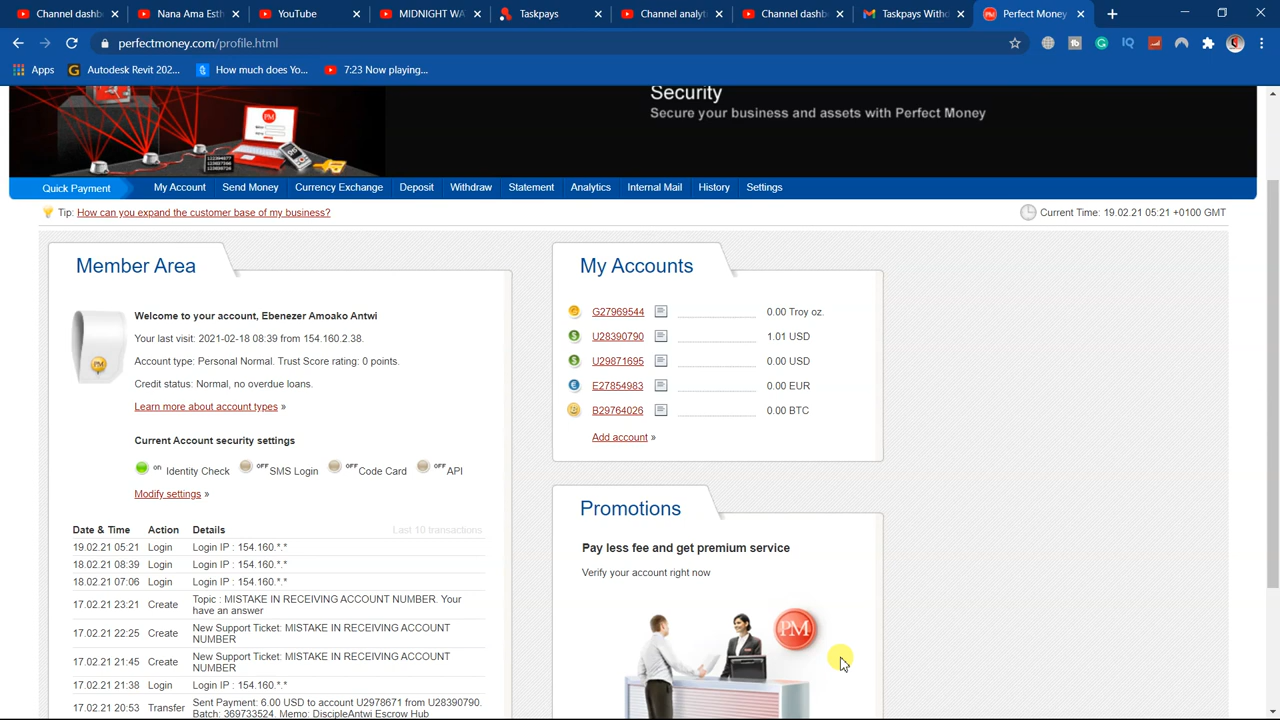 Channel dashb
Nana Ama Esth
YouTube
MIDNIGHT WA
Taskpays
Channel analyt
Channel dashb
Taskpays With
Perfect Money
perfectmoney.com/profile.html
Apps
Autodesk Revit 202...
How much does Yo...
7:23 Now playing...
Security
Secure your business and assets with Perfect Money
PM
Quick Payment
My Account
Send Money
Currency Exchange
Deposit
Withdraw
Statement
Analytics
Internal Mail
History
Settings
Tip: How can you expand the customer base of my business?
Current Time: 19.02.21 05:21 +0100 GMT
Member Area
Welcome to your account, Ebenezer Amoako Antwi
Your last visit: 2021-02-18 08:39 from 154.160.2.38.
Account type: Personal Normal. Trust Score rating: 0 points.
Credit status: Normal, no overdue loans.
Learn more about account types »
Current Account security settings
ON Identity Check OFF SMS Login OFF Code Card OFF API
Modify settings »
Date & Time Action Details Last 10 transactions
19.02.21 05:21 Login Login IP : 154.160.*.*
18.02.21 08:39 Login Login IP : 154.160.*.*
18.02.21 07:06 Login Login IP : 154.160.*.*
17.02.21 23:21 Create Topic : MISTAKE IN RECEIVING ACCOUNT NUMBER. Your
have an answer
17.02.21 22:25 Create New Support Ticket: MISTAKE IN RECEIVING ACCOUNT
NUMBER
17.02.21 21:45 Create New Support Ticket: MISTAKE IN RECEIVING ACCOUNT
NUMBER
17.02.21 21:38 Login Login IP : 154.160.*.*
17.02.21 20:53 Transfer Sent Payment: 6.00 USD to account U2978671 from U28390790.
Batch: 369733524. Memo: DiscipleAntwi Escrow Hub
My Accounts
G27969544 0.00 Troy oz.
U28390790 1.01 USD
U29871695 0.00 USD
E27854983 0.00 EUR
B29764026 0.00 BTC
Add account »
Promotions
Pay less fee and get premium service
Verify your account right now
PM